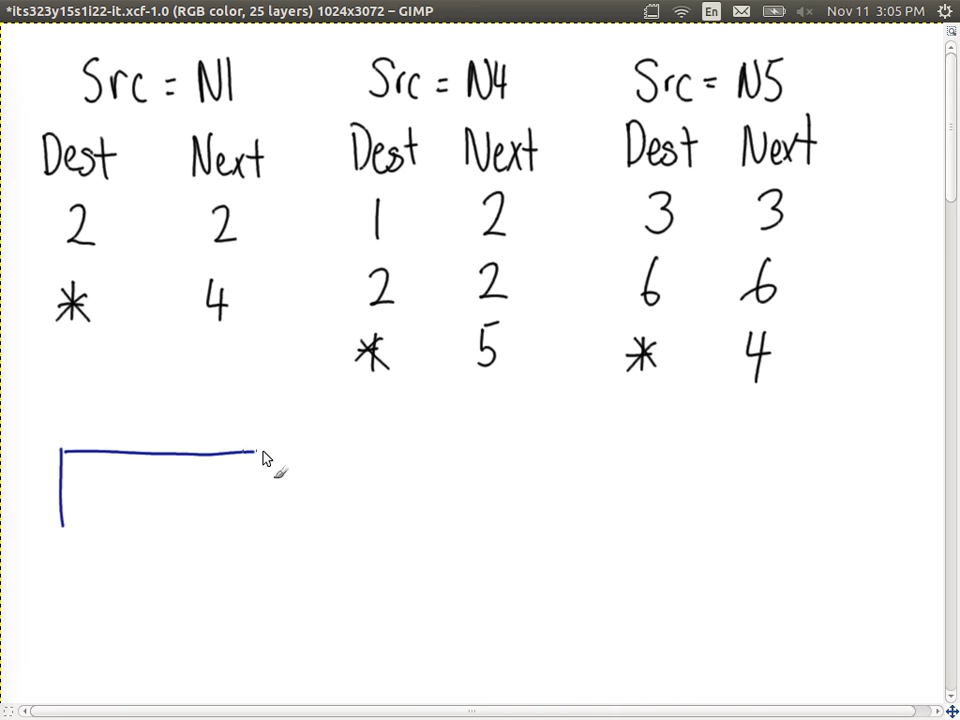 *its323y15s1i22-it.xcf-1.0 (RGB color, 25 layers) 1024x3072 – GIMP En Nov 11 3:05 PM
Src = N1 Src = N4 Src = N5
Dest Next Dest Next Dest Next
2 2 1 2 3 3
* 4 2 2 6 6
* 5 * 4